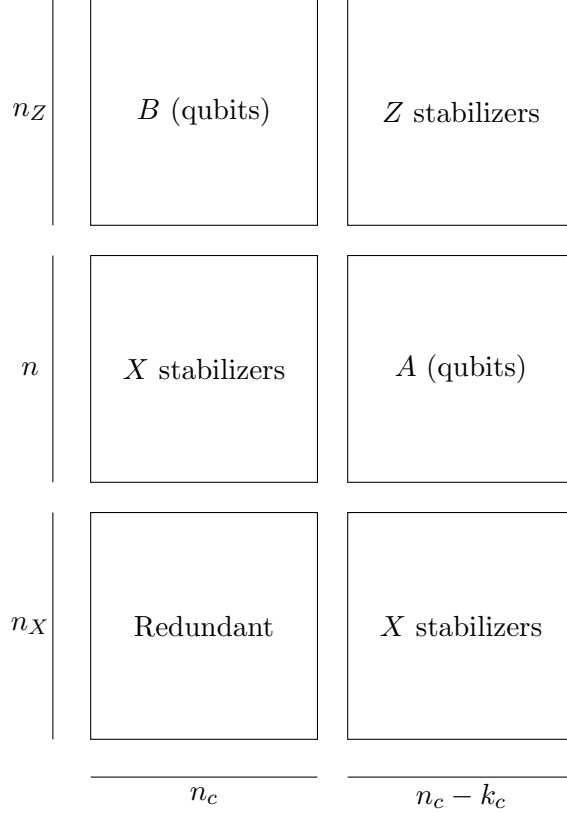 n_Z B (qubits) Z stabilizers
n X stabilizers A (qubits)
n_X Redundant X stabilizers
n_c n_c − k_c